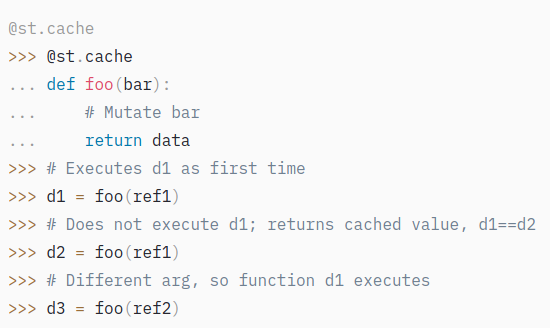 @st.cache
>>> @st.cache
... def foo(bar):
...     # Mutate bar
...     return data
>>> # Executes d1 as first time
>>> d1 = foo(ref1)
>>> # Does not execute d1; returns cached value, d1==d2
>>> d2 = foo(ref1)
>>> # Different arg, so function d1 executes
>>> d3 = foo(ref2)